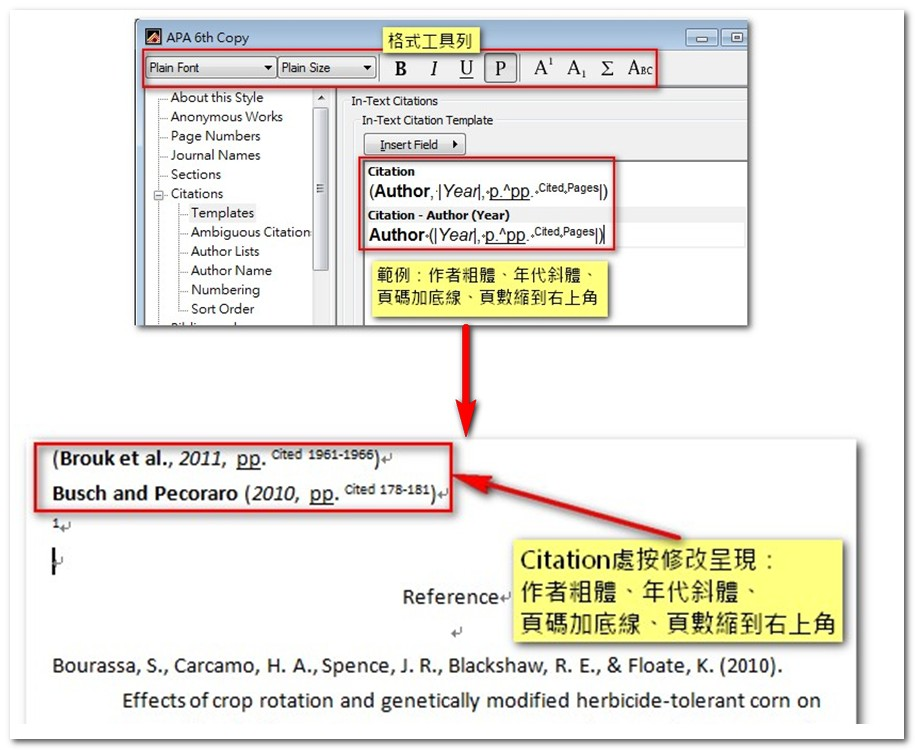 APA 6th Copy
格式工具列
Plain Font Plain Size B I U P A¹ A₁ Σ ABC
About this Style
Anonymous Works
Page Numbers
Journal Names
Sections
Citations
Templates
Ambiguous Citation
Author Lists
Author Name
Numbering
Sort Order
In-Text Citations
In-Text Citation Template
Insert Field
Citation
(Author,·|Year|,·p.^pp.·Cited·Pages|)
Citation - Author (Year)
Author·(|Year|,·p.^pp.·Cited·Pages|)
範例：作者粗體、年代斜體、
頁碼加底線、頁數縮到右上角
(Brouk et al., 2011, pp. Cited 1961-1966)↵
Busch and Pecoraro (2010, pp. Cited 178-181)↵
1↵
↵
Citation處按修改呈現：
作者粗體、年代斜體、
頁碼加底線、頁數縮到右上角
Reference↵
↵
Bourassa, S., Carcamo, H. A., Spence, J. R., Blackshaw, R. E., & Floate, K. (2010).
Effects of crop rotation and genetically modified herbicide-tolerant corn on